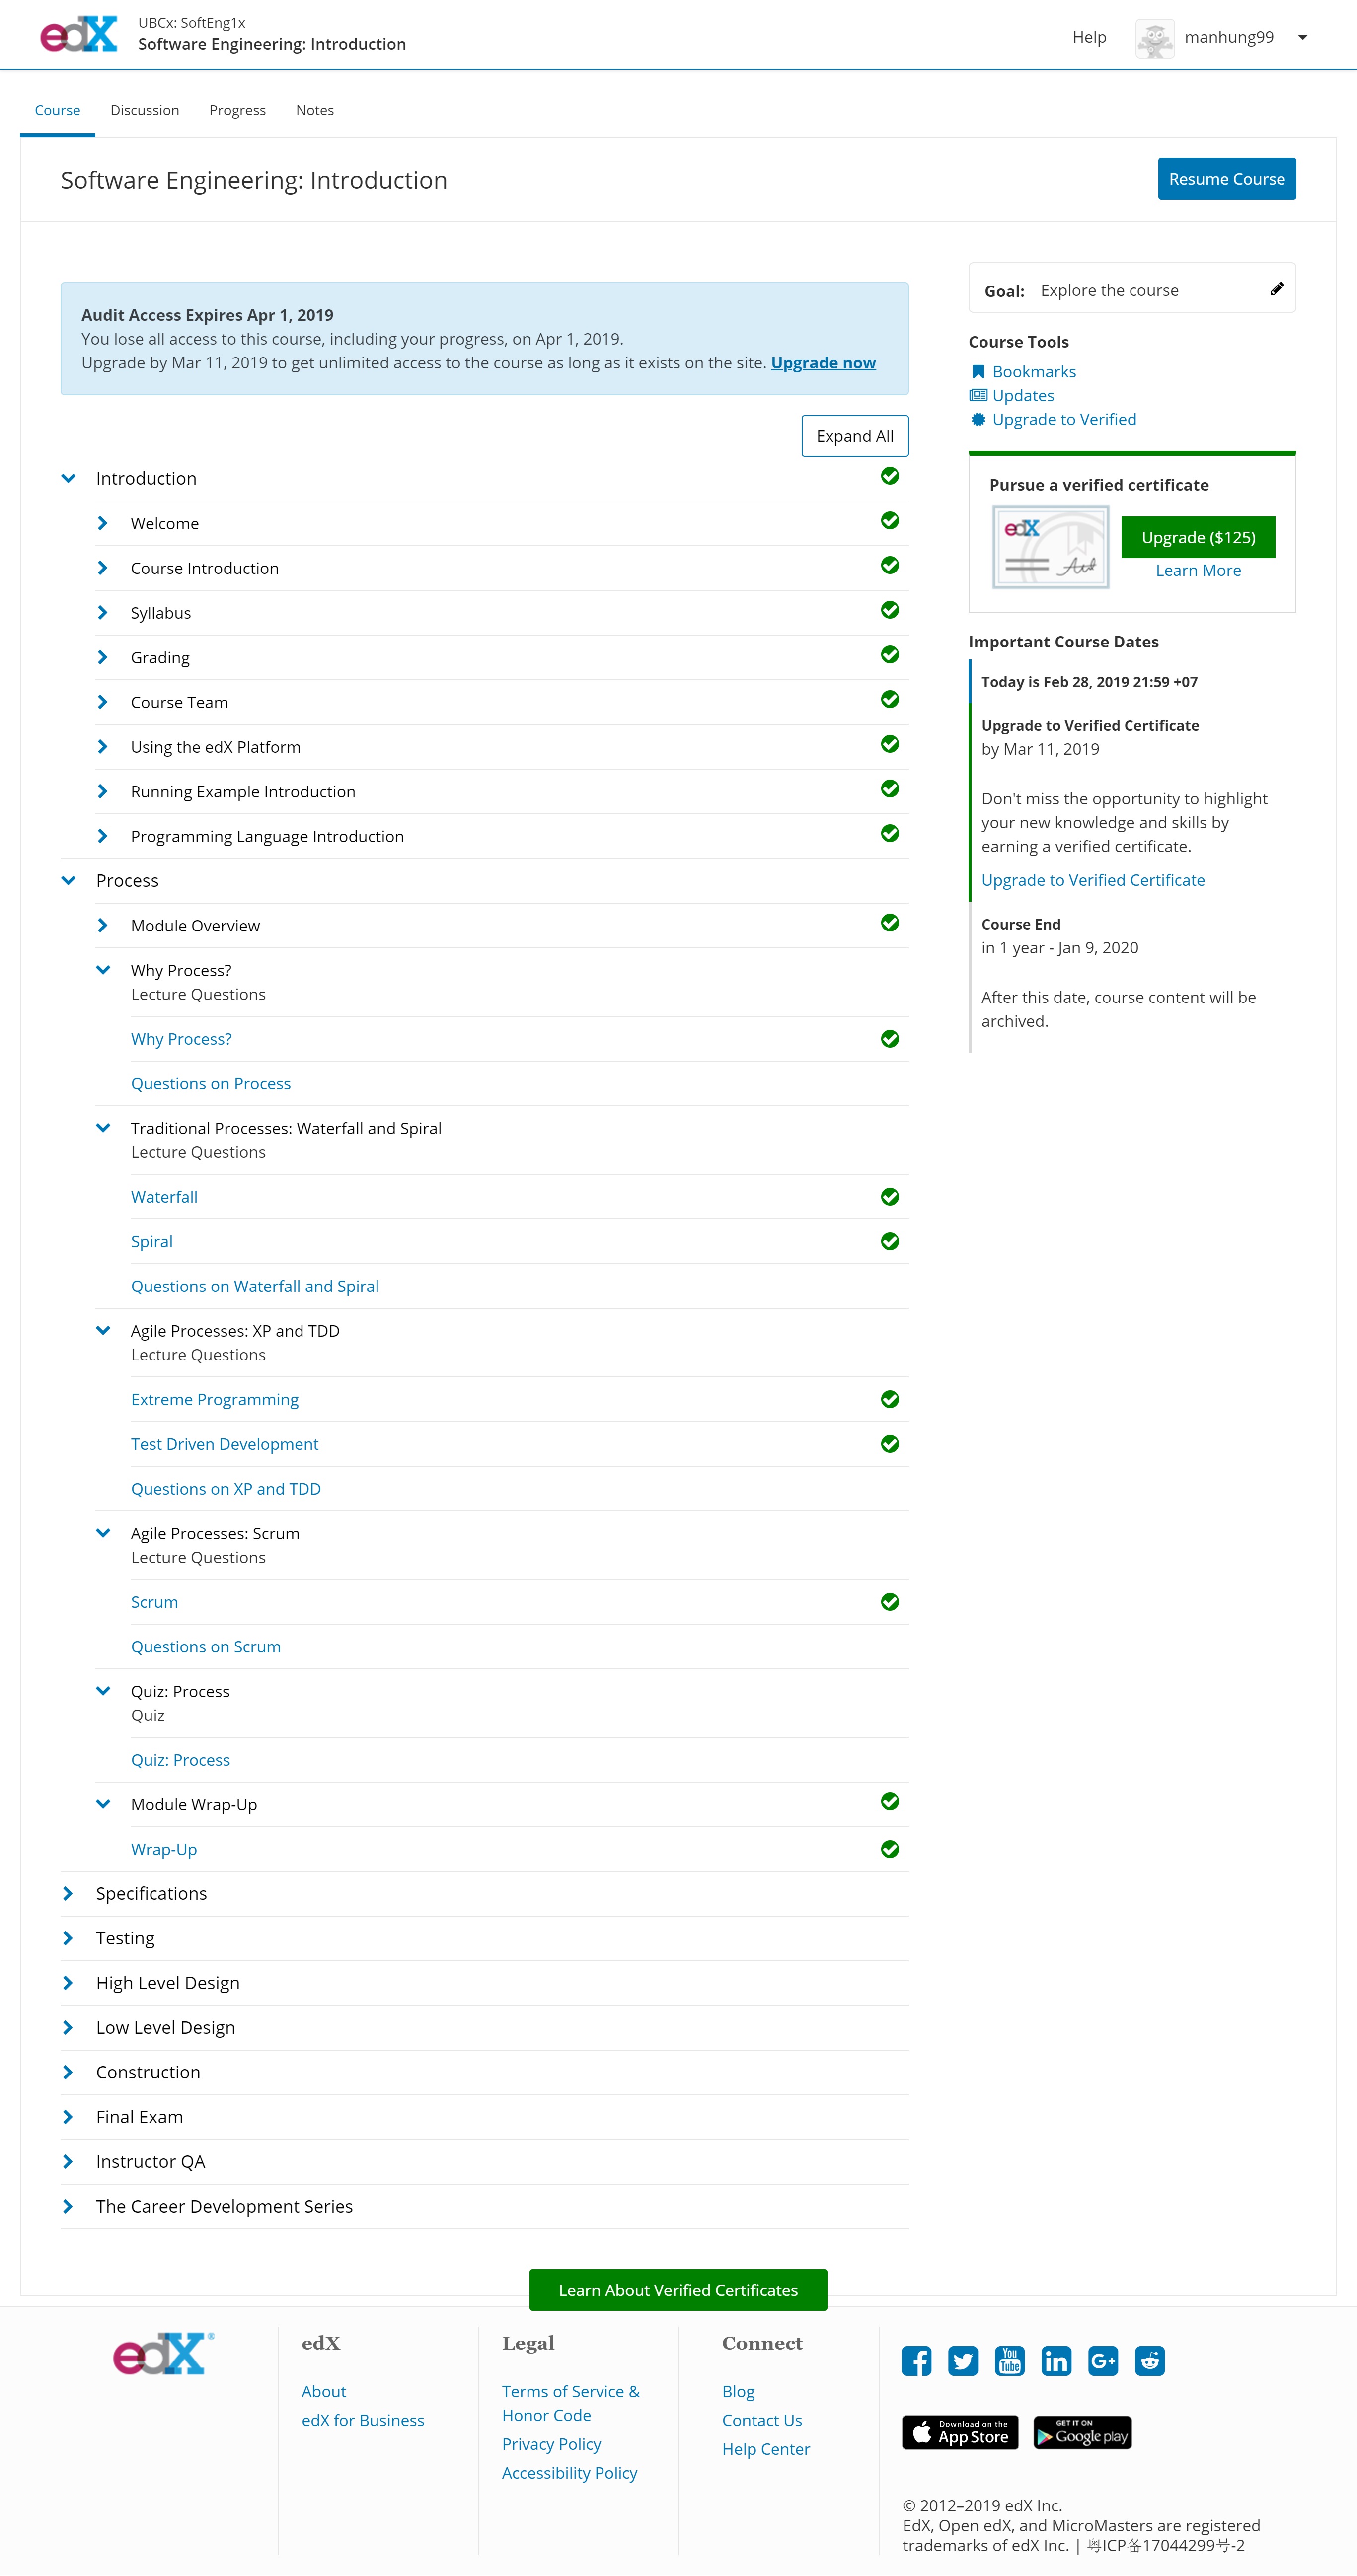 edX
UBCx: SoftEng1x
Software Engineering: Introduction
Help
manhung99
Course
Discussion
Progress
Notes
Software Engineering: Introduction
Resume Course
Audit Access Expires Apr 1, 2019
You lose all access to this course, including your progress, on Apr 1, 2019.
Upgrade by Mar 11, 2019 to get unlimited access to the course as long as it exists on the site. Upgrade now
Expand All
Introduction
Welcome
Course Introduction
Syllabus
Grading
Course Team
Using the edX Platform
Running Example Introduction
Programming Language Introduction
Process
Module Overview
Why Process?
Lecture Questions
Why Process?
Questions on Process
Traditional Processes: Waterfall and Spiral
Lecture Questions
Waterfall
Spiral
Questions on Waterfall and Spiral
Agile Processes: XP and TDD
Lecture Questions
Extreme Programming
Test Driven Development
Questions on XP and TDD
Agile Processes: Scrum
Lecture Questions
Scrum
Questions on Scrum
Quiz: Process
Quiz
Quiz: Process
Module Wrap-Up
Wrap-Up
Specifications
Testing
High Level Design
Low Level Design
Construction
Final Exam
Instructor QA
The Career Development Series
Goal: Explore the course
Course Tools
Bookmarks
Updates
Upgrade to Verified
Pursue a verified certificate
edX
Upgrade ($125)
Learn More
Important Course Dates
Today is Feb 28, 2019 21:59 +07
Upgrade to Verified Certificate
by Mar 11, 2019
Don't miss the opportunity to highlight
your new knowledge and skills by
earning a verified certificate.
Upgrade to Verified Certificate
Course End
in 1 year - Jan 9, 2020
After this date, course content will be
archived.
Learn About Verified Certificates
edX®
edX
About
edX for Business
Legal
Terms of Service &
Honor Code
Privacy Policy
Accessibility Policy
Connect
Blog
Contact Us
Help Center
You
Tube
in
G+
Download on the
App Store
GET IT ON
Google play
© 2012–2019 edX Inc.
EdX, Open edX, and MicroMasters are registered
trademarks of edX Inc. | 粤ICP备17044299号-2